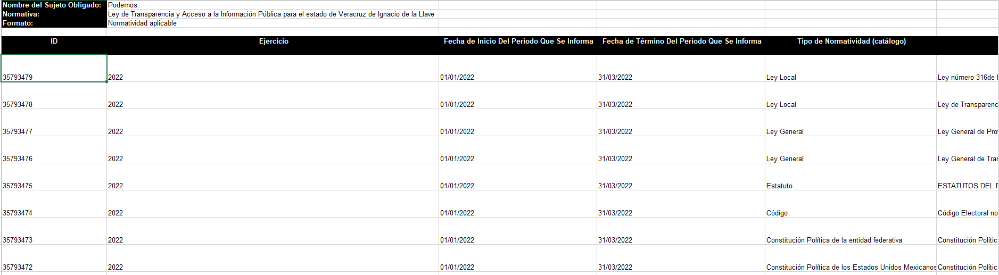 Nombre del Sujeto Obligado: Podemos
Normativa: Ley de Transparencia y Acceso a la Información Pública para el estado de Veracruz de Ignacio de la Llave
Formato: Normatividad aplicable
ID Ejercicio Fecha de Inicio Del Periodo Que Se Informa Fecha de Término Del Periodo Que Se Informa Tipo de Normatividad (catálogo)
35793479 2022 01/01/2022 31/03/2022 Ley Local Ley número 316de
35793478 2022 01/01/2022 31/03/2022 Ley Local Ley de Transparenc
35793477 2022 01/01/2022 31/03/2022 Ley General Ley General de Pro
35793476 2022 01/01/2022 31/03/2022 Ley General Ley General de Tra
35793475 2022 01/01/2022 31/03/2022 Estatuto ESTATUTOS DEL
35793474 2022 01/01/2022 31/03/2022 Código Código Electoral no
35793473 2022 01/01/2022 31/03/2022 Constitución Política de la entidad federativa Constitución Polític
35793472 2022 01/01/2022 31/03/2022 Constitución Política de los Estados Unidos Mexicanos Constitución Polític